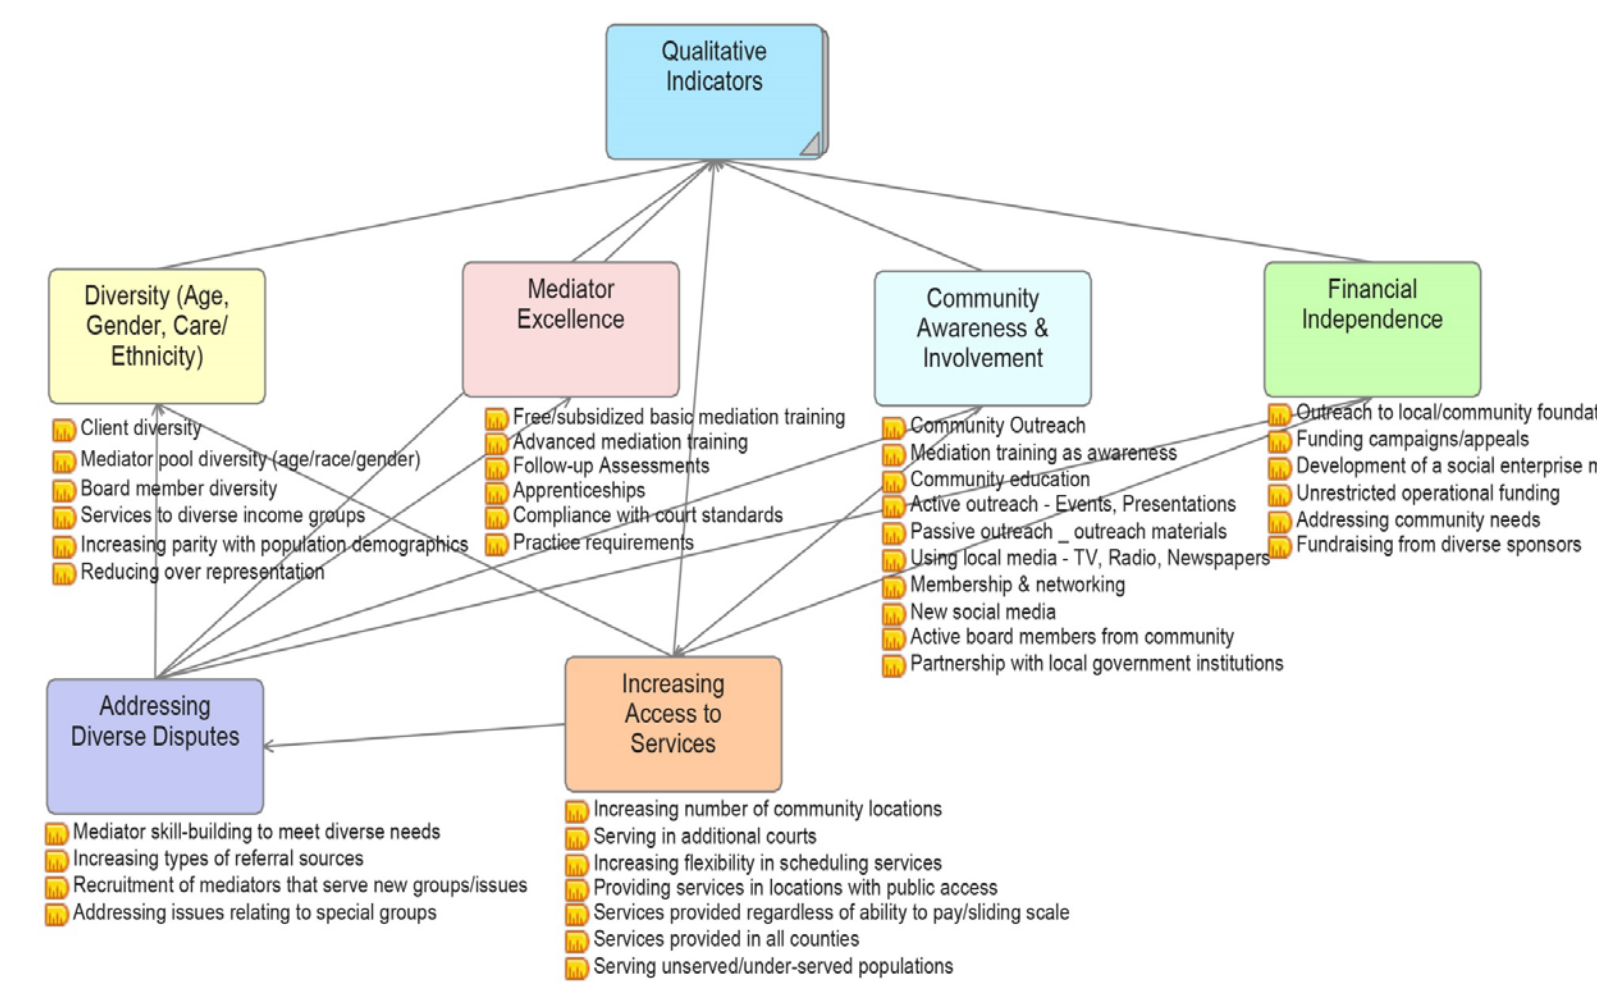 Qualitative
Indicators
Diversity (Age,
Gender, Care/
Ethnicity)
Client diversity
Mediator pool diversity (age/race/gender)
Board member diversity
Services to diverse income groups
Increasing parity with population demographics
Reducing over representation
Mediator
Excellence
Free/subsidized basic mediation training
Advanced mediation training
Follow-up Assessments
Apprenticeships
Compliance with court standards
Practice requirements
Community
Awareness &
Involvement
Community Outreach
Mediation training as awareness
Community education
Active outreach - Events, Presentations
Passive outreach _ outreach materials
Using local media - TV, Radio, Newspapers
Membership & networking
New social media
Active board members from community
Partnership with local government institutions
Financial
Independence
Outreach to local/community foundat
Funding campaigns/appeals
Development of a social enterprise
Unrestricted operational funding
Addressing community needs
Fundraising from diverse sponsors
Addressing
Diverse Disputes
Mediator skill-building to meet diverse needs
Increasing types of referral sources
Recruitment of mediators that serve new groups/issues
Addressing issues relating to special groups
Increasing
Access to
Services
Increasing number of community locations
Serving in additional courts
Increasing flexibility in scheduling services
Providing services in locations with public access
Services provided regardless of ability to pay/sliding scale
Services provided in all counties
Serving unserved/under-served populations